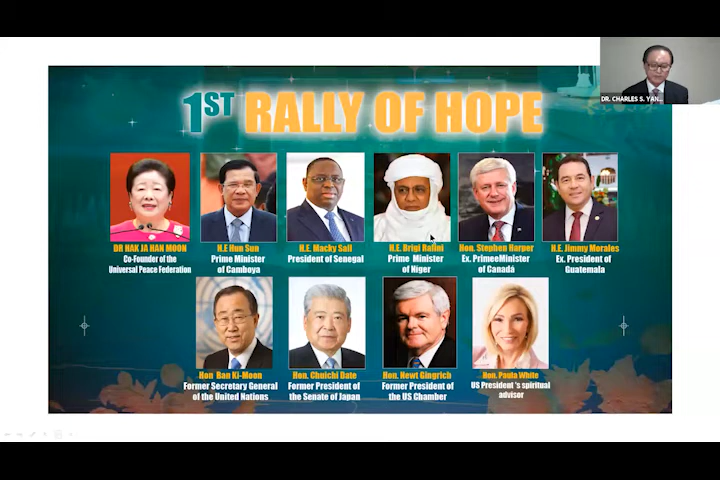 DR. CHARLES S. YAN...
1ST RALLY OF HOPE
DR HAK JA HAN MOON
Co-Founder of the
Universal Peace Federation
H.E Hun Sun
Prime Minister
of Camboya
H.E. Macky Sall
President of Senegal
H.E. Brigi Rafini
Prime Minister
of Niger
Hon. Stephen Harper
Ex. PrimeeMinister
of Canadá
H.E. Jimmy Morales
Ex. President of
Guatemala
Hon Ban Ki-Moon
Former Secretary General
of the United Nations
Hon. Chuichi Date
Former President of
the Senate of Japan
Hon. Newt Gingrich
Former President of
the US Chamber
Hon. Paula White
US President 's spiritual
advisor